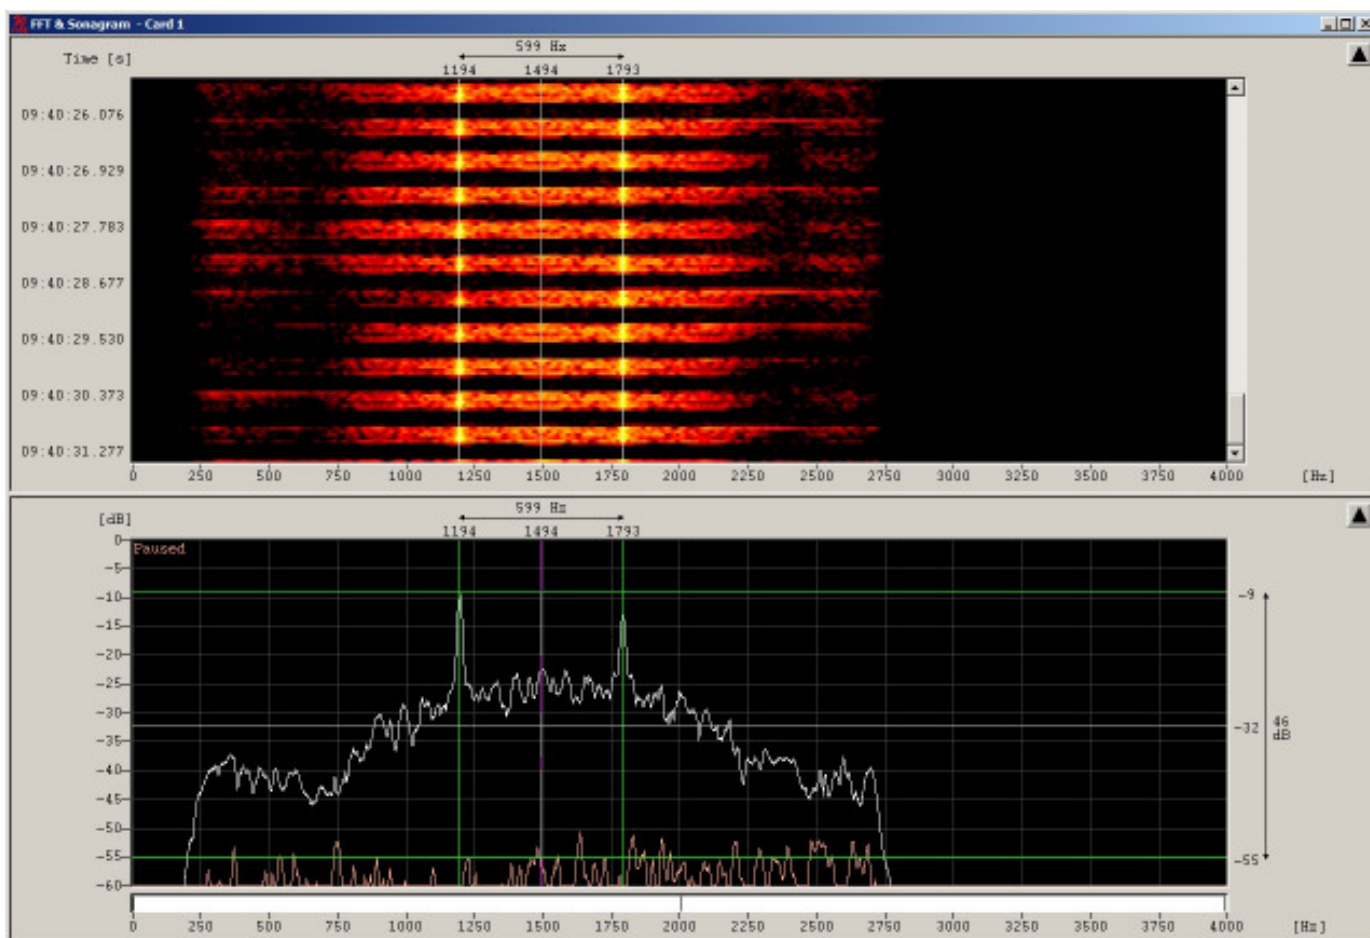 FFT & Sonagram - Card 1
599 Hz
Time [s]
1194 1494 1793
09:40:26.076
09:40:26.929
09:40:27.783
09:40:28.677
09:40:29.530
09:40:30.373
09:40:31.277
0 250 500 750 1000 1250 1500 1750 2000 2250 2500 2750 3000 3250 3500 3750 4000 [Hz]
599 Hz
[dB]
1194 1494 1793
0
Paused
-5
-10 -9
-15
-20
-25
-30
-32 46
dB
-35
-40
-45
-50
-55 -55
-60
0 250 500 750 1000 1250 1500 1750 2000 2250 2500 2750 3000 3250 3500 3750 4000 [Hz]